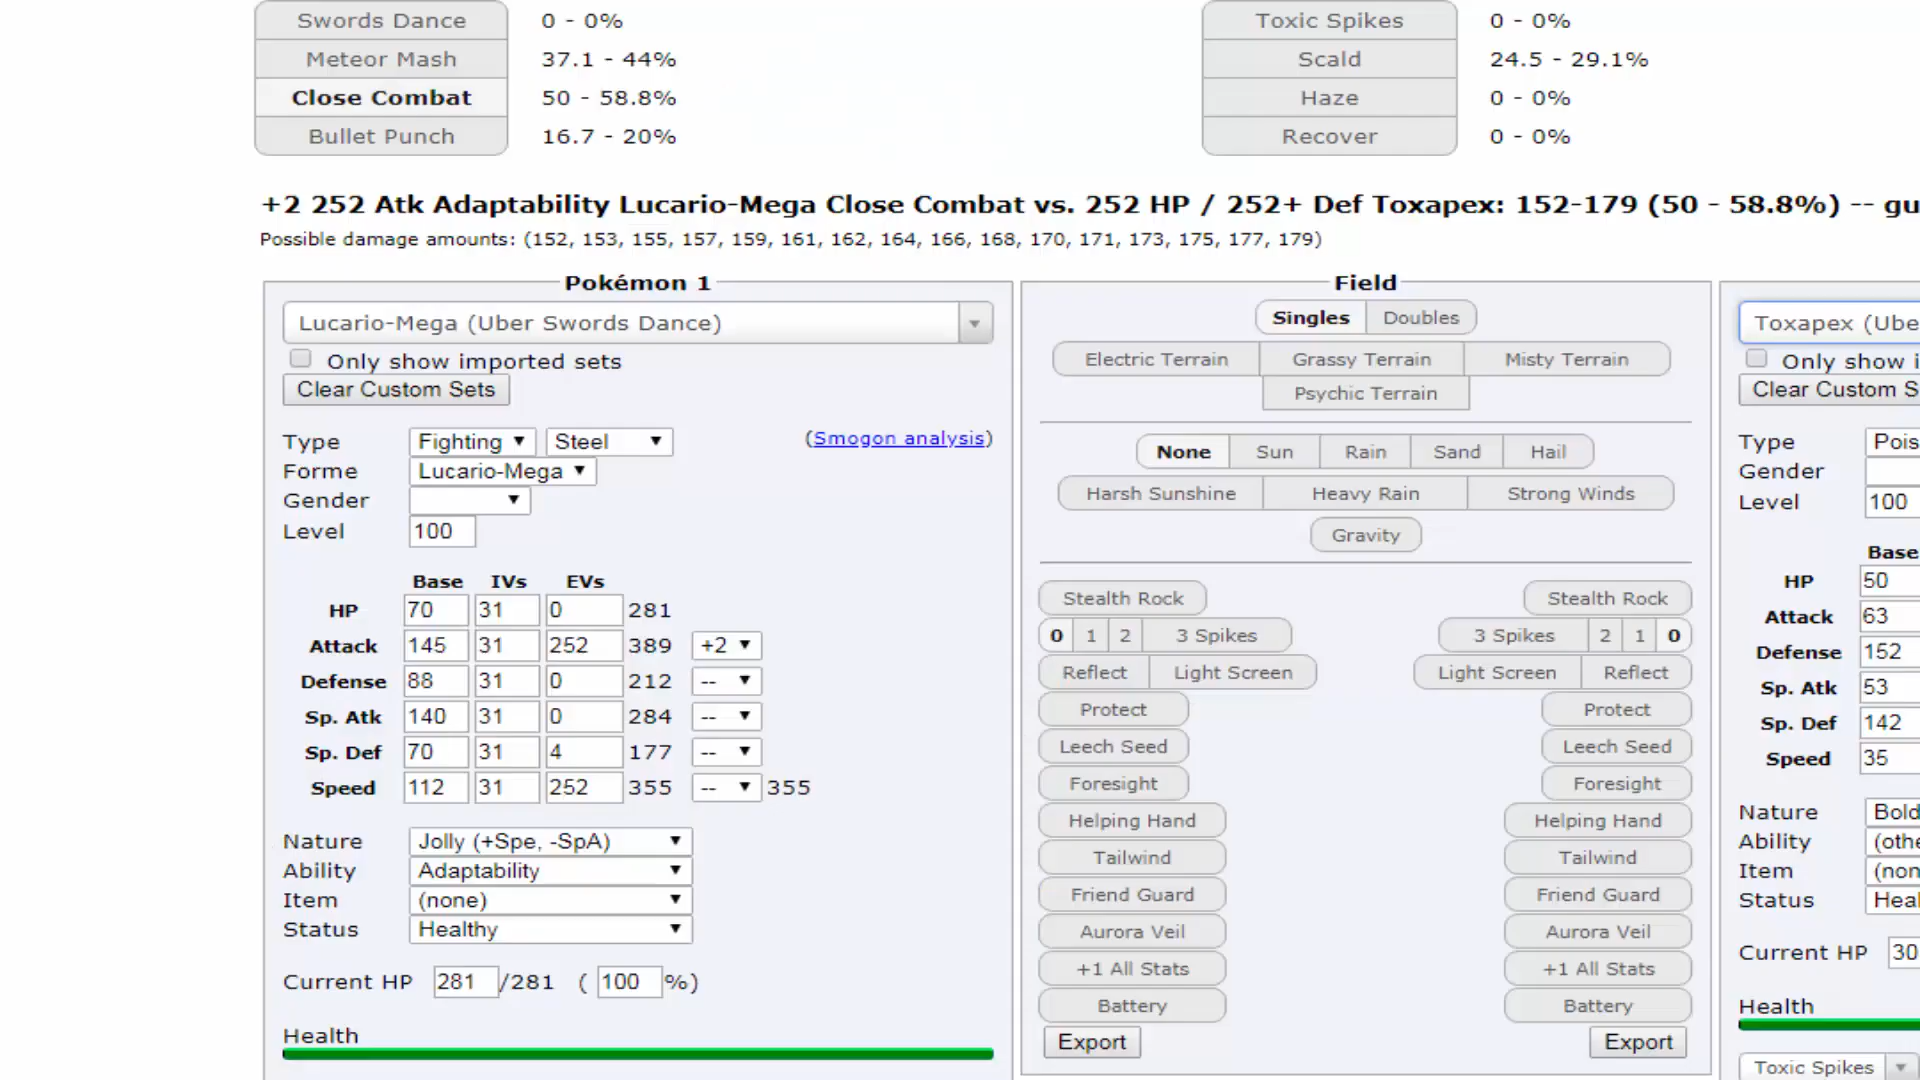 Swords Dance 0 - 0% Toxic Spikes 0 - 0%
Meteor Mash 37.1 - 44% Scald 24.5 - 29.1%
Close Combat 50 - 58.8% Haze 0 - 0%
Bullet Punch 16.7 - 20% Recover 0 - 0%
+2 252 Atk Adaptability Lucario-Mega Close Combat vs. 252 HP / 252+ Def Toxapex: 152-179 (50 - 58.8%) -- gu
Possible damage amounts: (152, 153, 155, 157, 159, 161, 162, 164, 166, 168, 170, 171, 173, 175, 177, 179)
Pokémon 1
Lucario-Mega (Uber Swords Dance)
Only show imported sets
Clear Custom Sets
Type Fighting Steel (Smogon analysis)
Forme Lucario-Mega
Gender
Level 100
Base IVs EVs
HP 70 31 0 281
Attack 145 31 252 389 +2
Defense 88 31 0 212 --
Sp. Atk 140 31 0 284 --
Sp. Def 70 31 4 177 --
Speed 112 31 252 355 -- 355
Nature Jolly (+Spe, -SpA)
Ability Adaptability
Item (none)
Status Healthy
Current HP 281/281 ( 100 %)
Health
Field
Singles Doubles
Electric Terrain Grassy Terrain Misty Terrain
Psychic Terrain
None Sun Rain Sand Hail
Harsh Sunshine Heavy Rain Strong Winds
Gravity
Stealth Rock Stealth Rock
0 1 2 3 Spikes 3 Spikes 2 1 0
Reflect Light Screen Light Screen Reflect
Protect Protect
Leech Seed Leech Seed
Foresight Foresight
Helping Hand Helping Hand
Tailwind Tailwind
Friend Guard Friend Guard
Aurora Veil Aurora Veil
+1 All Stats +1 All Stats
Battery Battery
Export Export
Toxapex (Ube
Only show i
Clear Custom S
Type Pois
Gender
Level 100
Base
HP 50
Attack 63
Defense 152
Sp. Atk 53
Sp. Def 142
Speed 35
Nature Bold
Ability (othe
Item (non
Status Heal
Current HP 30
Health
Toxic Spikes